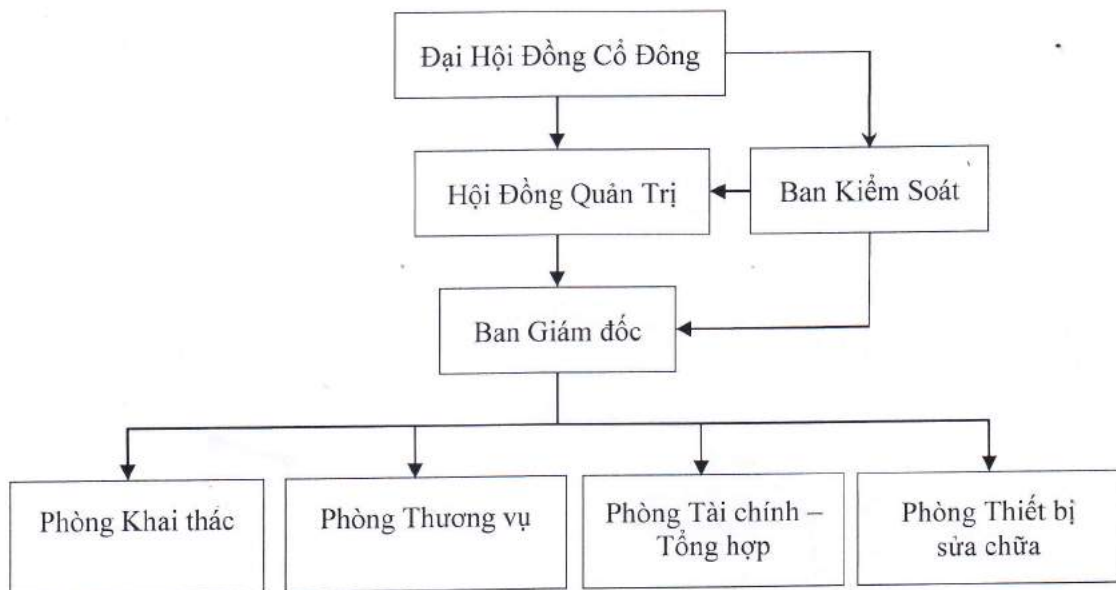 Đại Hội Đồng Cổ Đông
Hội Đồng Quản Trị
Ban Kiểm Soát
Ban Giám đốc
Phòng Khai thác
Phòng Thương vụ
Phòng Tài chính –
Tổng hợp
Phòng Thiết bị
sửa chữa